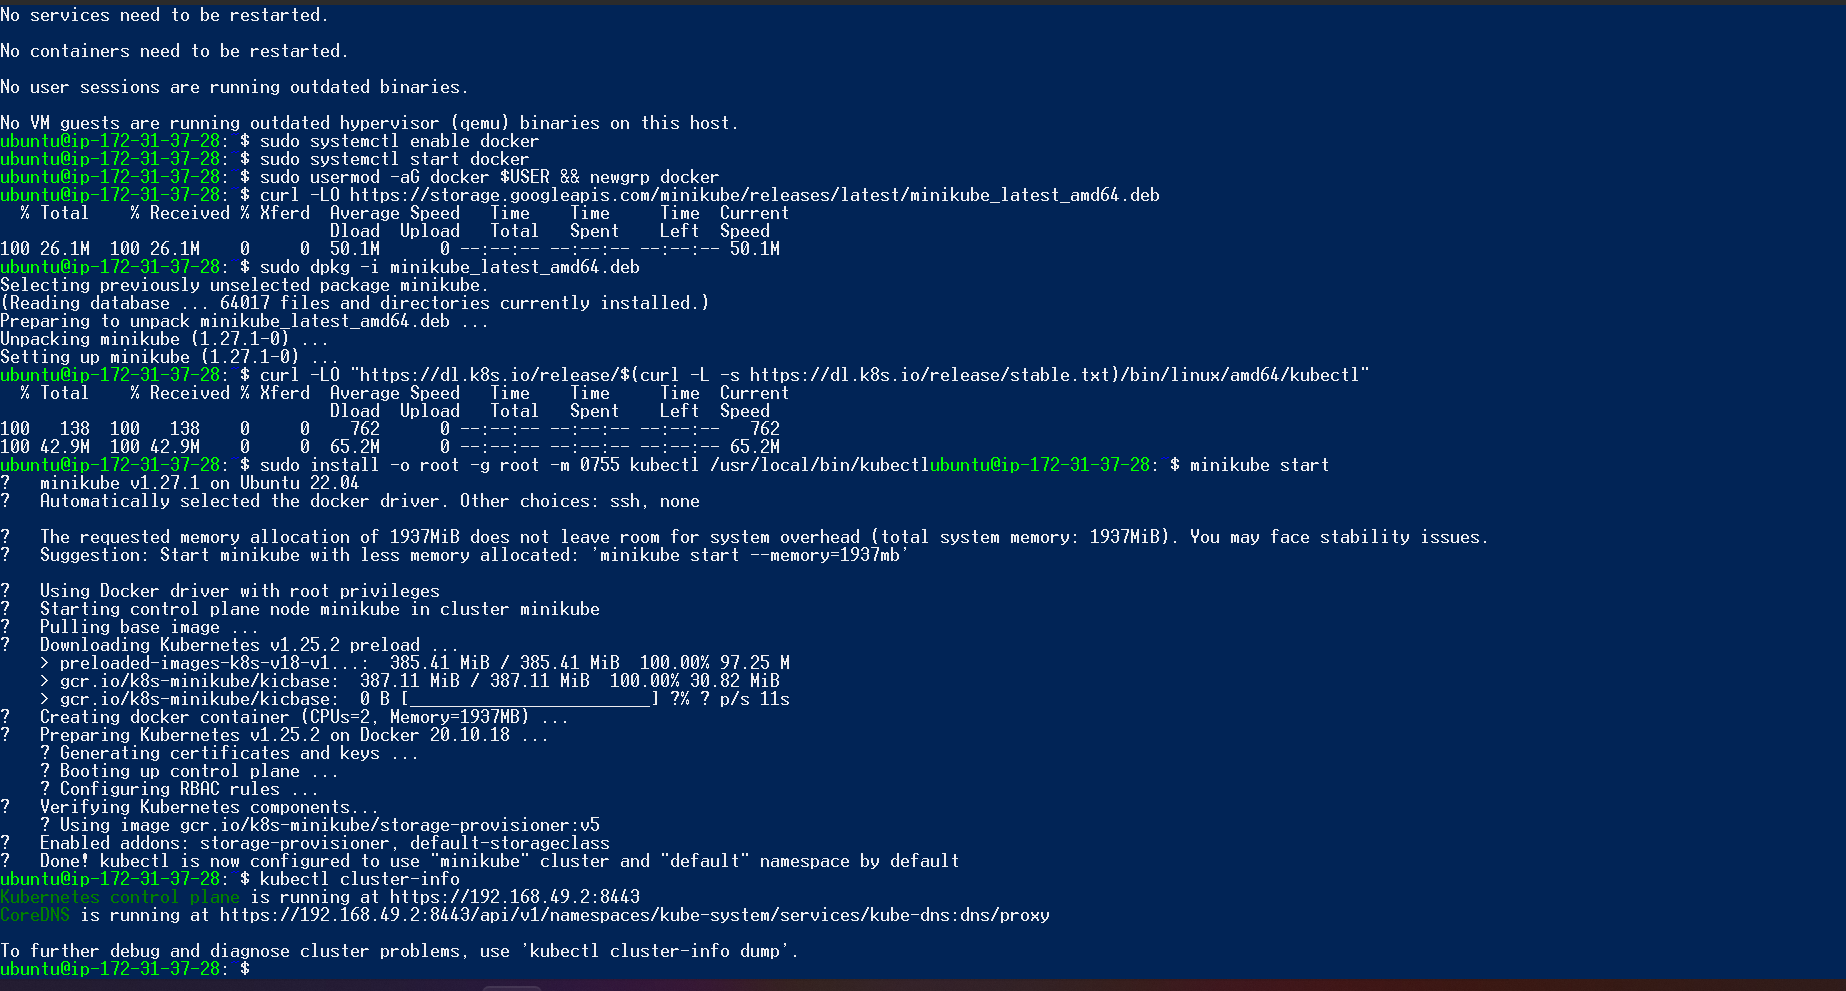 No services need to be restarted.
No containers need to be restarted.
No user sessions are running outdated binaries.
No VM guests are running outdated hypervisor (qemu) binaries on this host.
ubuntu@ip-172-31-37-28: $ sudo systemctl enable docker
ubuntu@ip-172-31-37-28: $ sudo systemctl start docker
ubuntu@ip-172-31-37-28: $ sudo usermod -aG docker $USER && newgrp docker
ubuntu@ip-172-31-37-28: $ curl -LO https://storage.googleapis.com/minikube/releases/latest/minikube_latest_amd64.deb
  % Total    % Received % Xferd  Average Speed   Time    Time     Time  Current
                                 Dload  Upload   Total   Spent    Left  Speed
100 26.1M  100 26.1M    0     0  50.1M      0 --:--:-- --:--:-- --:--:-- 50.1M
ubuntu@ip-172-31-37-28: $ sudo dpkg -i minikube_latest_amd64.deb
Selecting previously unselected package minikube.
(Reading database ... 64017 files and directories currently installed.)
Preparing to unpack minikube_latest_amd64.deb ...
Unpacking minikube (1.27.1-0) ...
Setting up minikube (1.27.1-0) ...
ubuntu@ip-172-31-37-28: $ curl -LO "https://dl.k8s.io/release/$(curl -L -s https://dl.k8s.io/release/stable.txt)/bin/linux/amd64/kubectl"
  % Total    % Received % Xferd  Average Speed   Time    Time     Time  Current
                                 Dload  Upload   Total   Spent    Left  Speed
100   138  100   138    0     0    762      0 --:--:-- --:--:-- --:--:--   762
100 42.9M  100 42.9M    0     0  65.2M      0 --:--:-- --:--:-- --:--:-- 65.2M
ubuntu@ip-172-31-37-28: $ sudo install -o root -g root -m 0755 kubectl /usr/local/bin/kubectlubuntu@ip-172-31-37-28: $ minikube start
?   minikube v1.27.1 on Ubuntu 22.04
?   Automatically selected the docker driver. Other choices: ssh, none
?   The requested memory allocation of 1937MiB does not leave room for system overhead (total system memory: 1937MiB). You may face stability issues.
?   Suggestion: Start minikube with less memory allocated: 'minikube start --memory=1937mb'
?   Using Docker driver with root privileges
?   Starting control plane node minikube in cluster minikube
?   Pulling base image ...
?   Downloading Kubernetes v1.25.2 preload ...
    > preloaded-images-k8s-v18-v1...:  385.41 MiB / 385.41 MiB  100.00% 97.25 M
    > gcr.io/k8s-minikube/kicbase:  387.11 MiB / 387.11 MiB  100.00% 30.82 MiB
    > gcr.io/k8s-minikube/kicbase:  0 B [________________________] ?% ? p/s 11s
?   Creating docker container (CPUs=2, Memory=1937MB) ...
?   Preparing Kubernetes v1.25.2 on Docker 20.10.18 ...
    ? Generating certificates and keys ...
    ? Booting up control plane ...
    ? Configuring RBAC rules ...
?   Verifying Kubernetes components...
    ? Using image gcr.io/k8s-minikube/storage-provisioner:v5
?   Enabled addons: storage-provisioner, default-storageclass
?   Done! kubectl is now configured to use "minikube" cluster and "default" namespace by default
ubuntu@ip-172-31-37-28: $ kubectl cluster-info
Kubernetes control plane is running at https://192.168.49.2:8443
CoreDNS is running at https://192.168.49.2:8443/api/v1/namespaces/kube-system/services/kube-dns:dns/proxy
To further debug and diagnose cluster problems, use 'kubectl cluster-info dump'.
ubuntu@ip-172-31-37-28: $